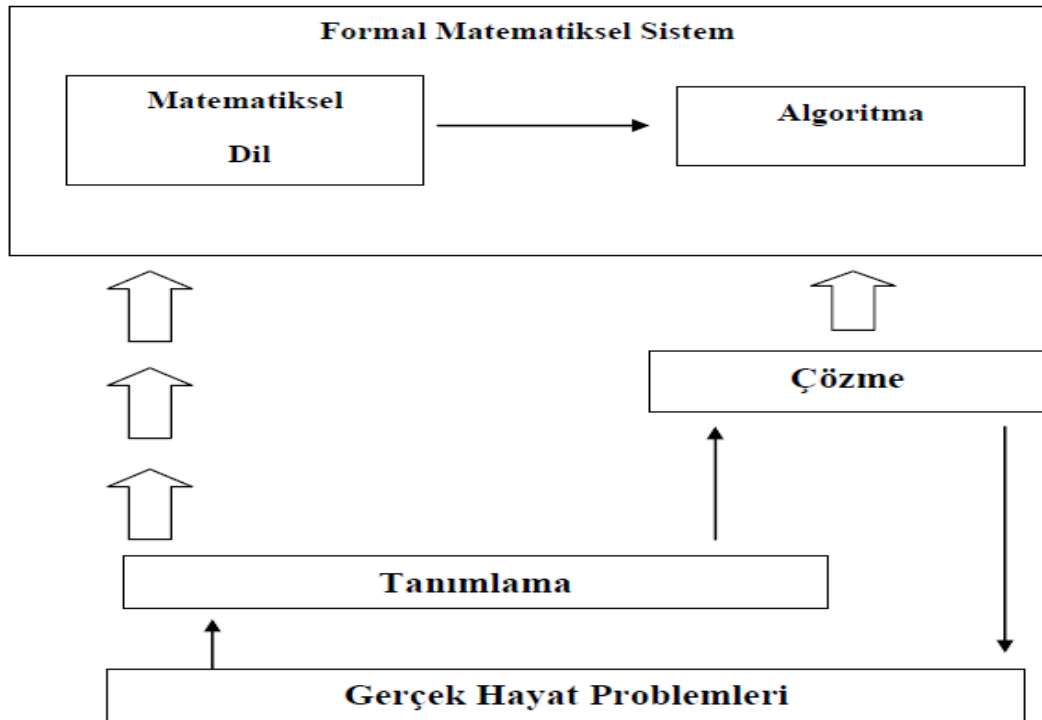 Formal Matematiksel Sistem
Matematiksel
Dil
Algoritma
Çözme
Tanımlama
Gerçek Hayat Problemleri